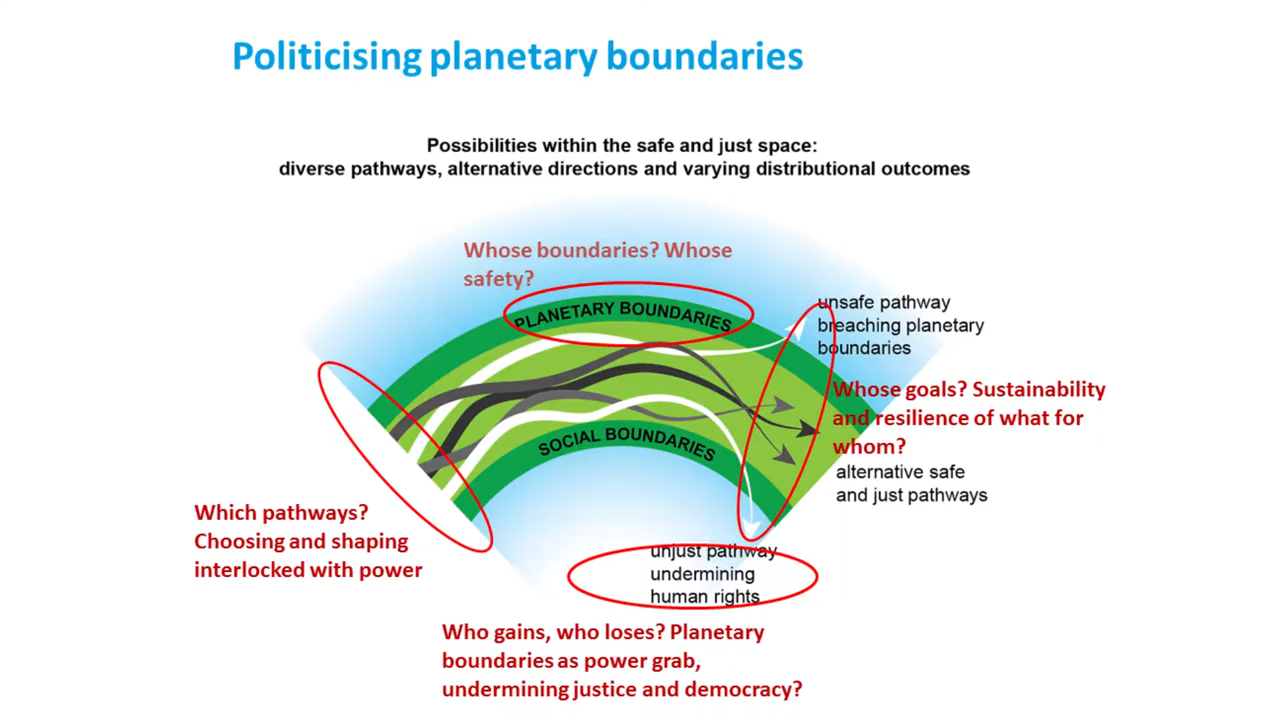 Politicising planetary boundaries
Possibilities within the safe and just space:
diverse pathways, alternative directions and varying distributional outcomes
Whose boundaries? Whose
safety?
PLANETARY BOUNDARIES
unsafe pathway
breaching planetary
boundaries
Whose goals? Sustainability
and resilience of what for
whom?
SOCIAL BOUNDARIES
alternative safe
and just pathways
Which pathways?
Choosing and shaping
interlocked with power
unjust pathway
undermining
human rights
Who gains, who loses? Planetary
boundaries as power grab,
undermining justice and democracy?